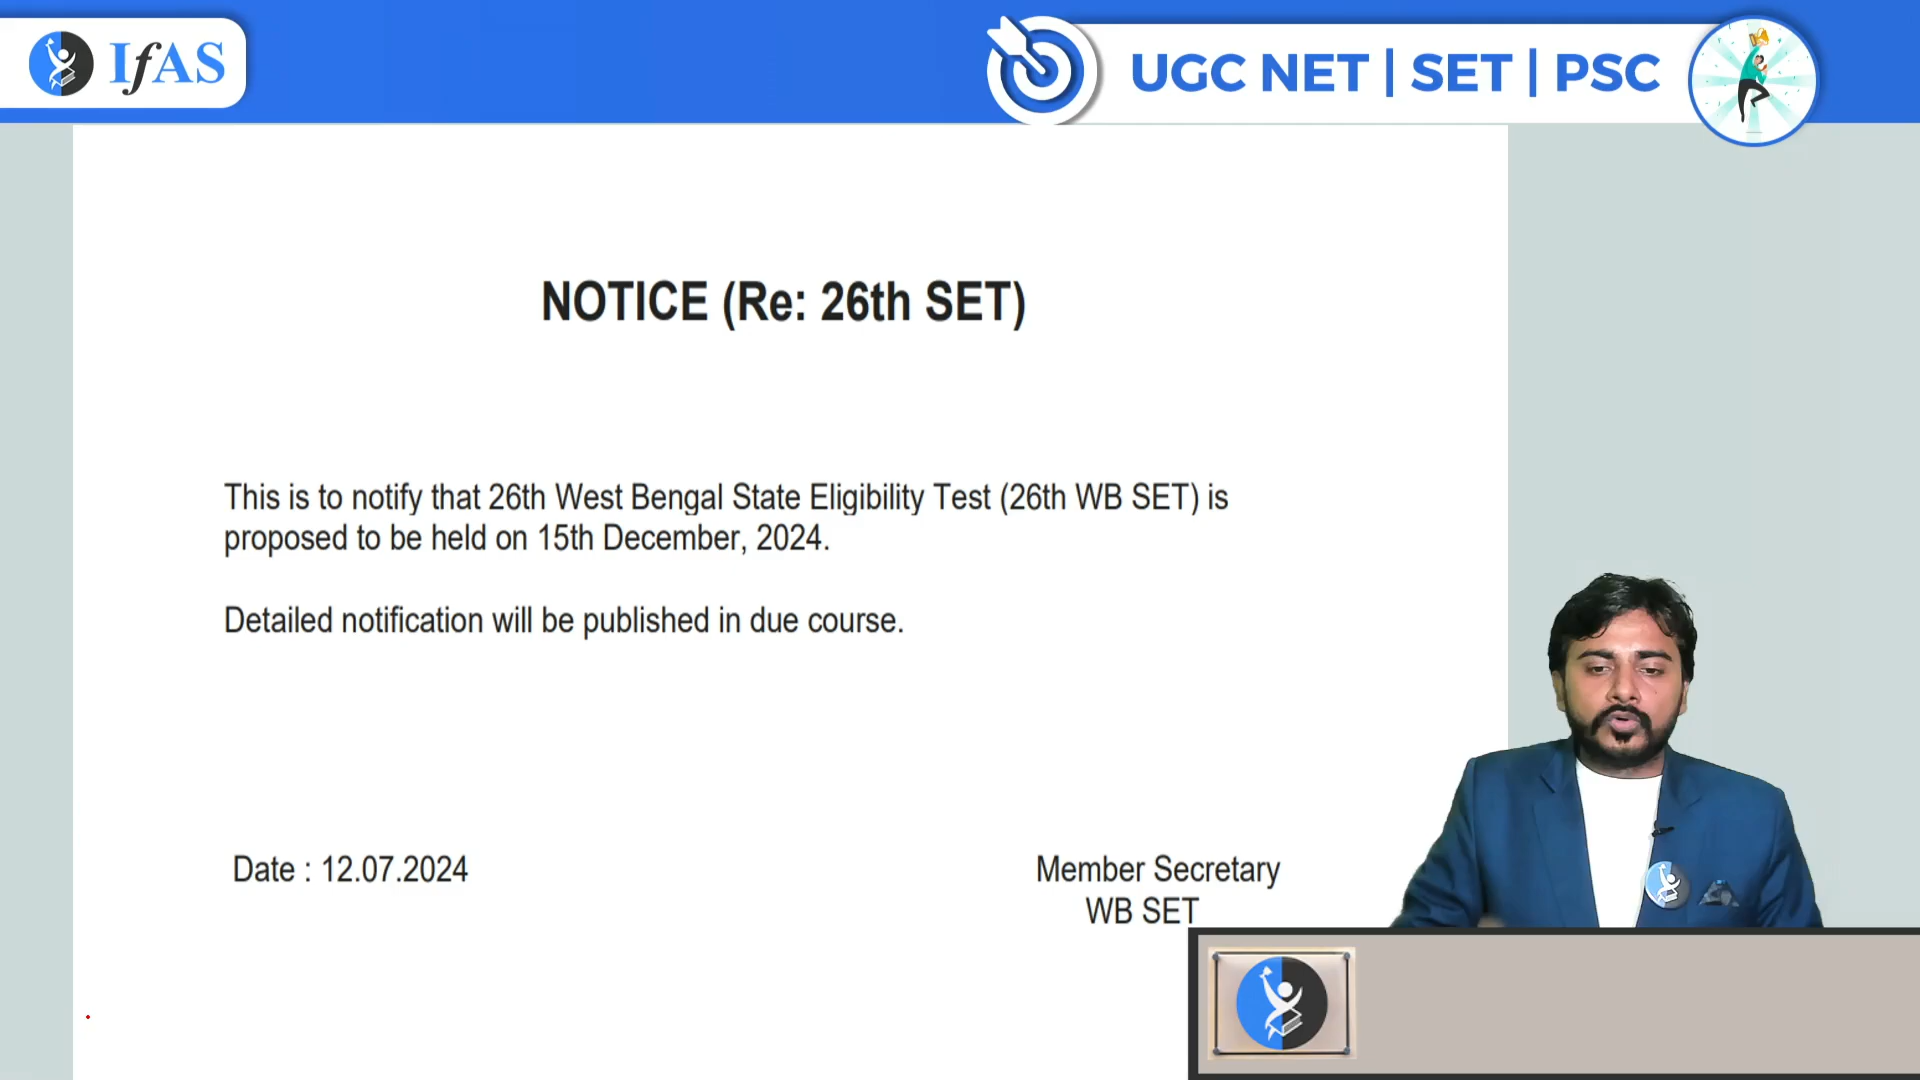 IfAS
UGC NET | SET | PSC
NOTICE (Re: 26th SET)
This is to notify that 26th West Bengal State Eligibility Test (26th WB SET) is
proposed to be held on 15th December, 2024.
Detailed notification will be published in due course.
Date : 12.07.2024
Member Secretary
WB SET